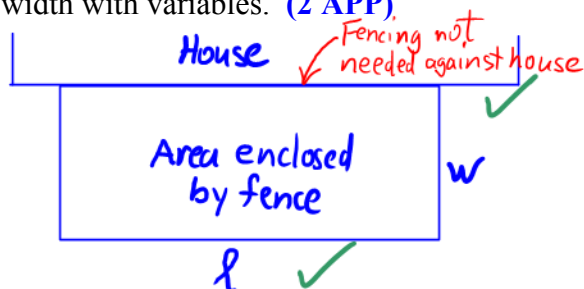 width with variables. (2 APP)
House
Fencing not
needed against house
Area enclosed
by fence
w
l